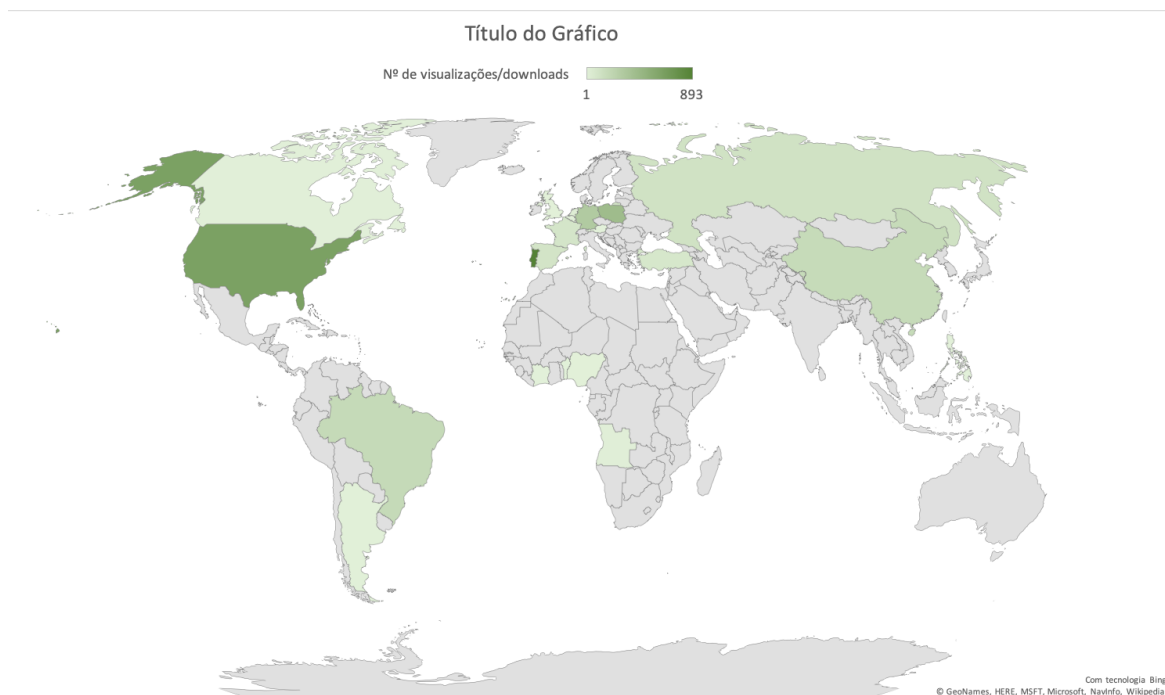 Título do Gráfico
Nº de visualizações/downloads
1 893
Com tecnologia Bing
© GeoNames, HERE, MSFT, Microsoft, NavInfo, Wikipedia